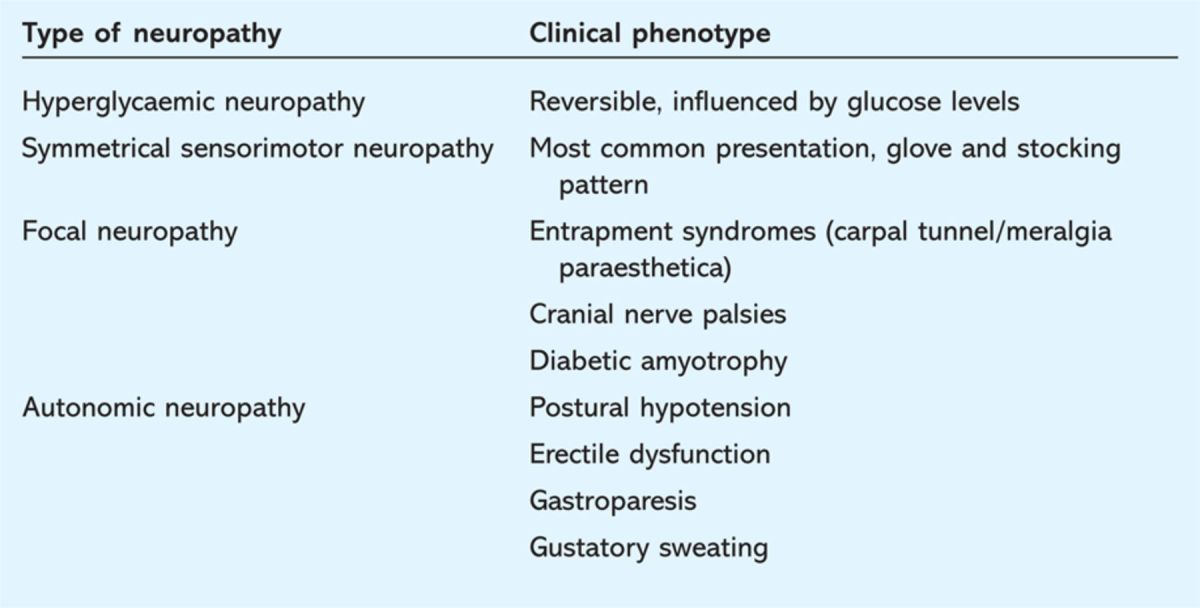 Type of neuropathy Clinical phenotype
Hyperglycaemic neuropathy Reversible, influenced by glucose levels
Symmetrical sensorimotor neuropathy Most common presentation, glove and stocking
pattern
Focal neuropathy Entrapment syndromes (carpal tunnel/meralgia
paraesthetica)
Cranial nerve palsies
Diabetic amyotrophy
Autonomic neuropathy Postural hypotension
Erectile dysfunction
Gastroparesis
Gustatory sweating